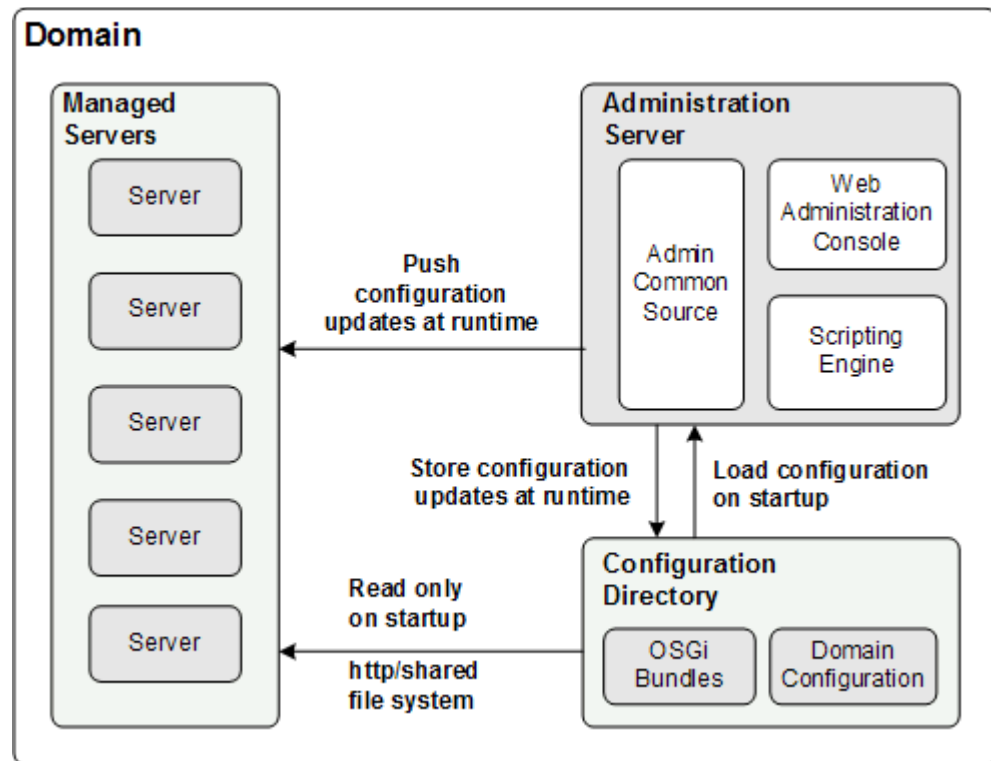 Domain
Managed
Servers
Server
Server
Server
Server
Server
Push
configuration
updates at runtime
Administration
Server
Admin
Common
Source
Web
Administration
Console
Scripting
Engine
Store configuration
updates at runtime
Load configuration
on startup
Read only
on startup
http/shared
file system
Configuration
Directory
OSGi
Bundles
Domain
Configuration